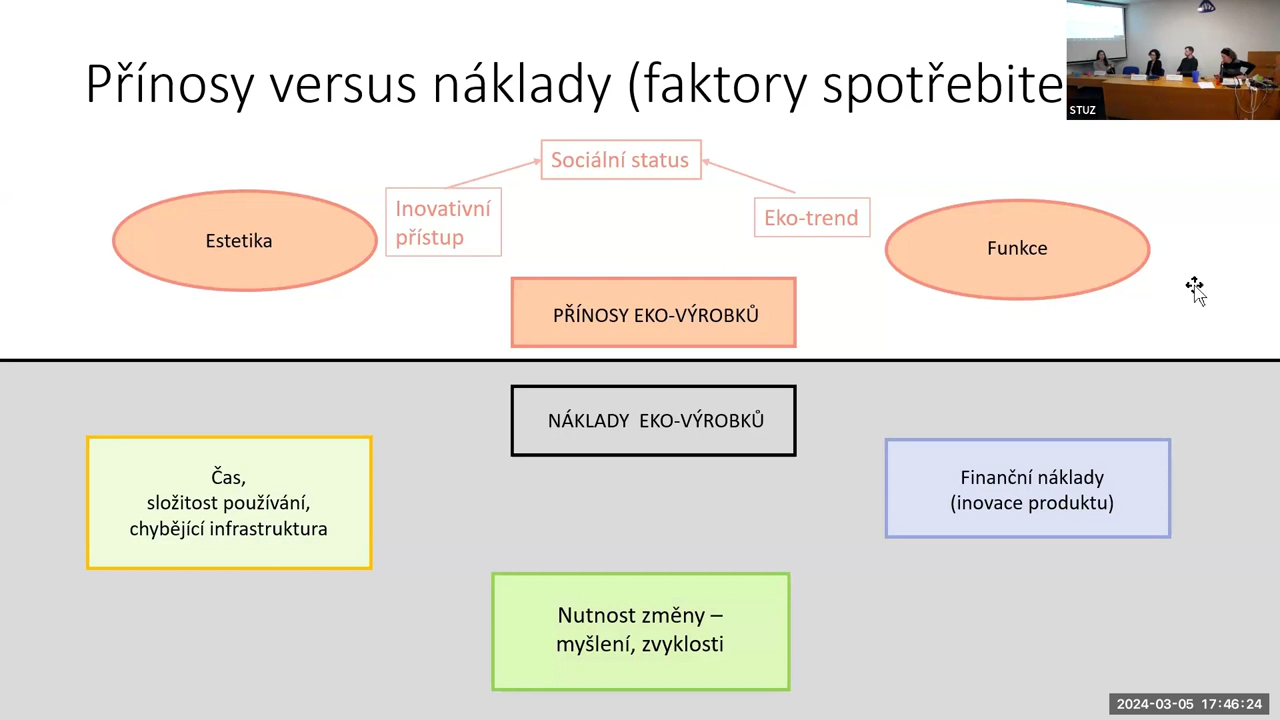 Přínosy versus náklady (faktory spotřebite
STUZ
Sociální status
Inovativní
přístup
Eko-trend
Estetika
Funkce
PŘÍNOSY EKO-VÝROBKŮ
NÁKLADY EKO-VÝROBKŮ
Čas,
složitost používání,
chybějící infrastruktura
Finanční náklady
(inovace produktu)
Nutnost změny –
myšlení, zvyklosti
2024-03-05 17:46:24